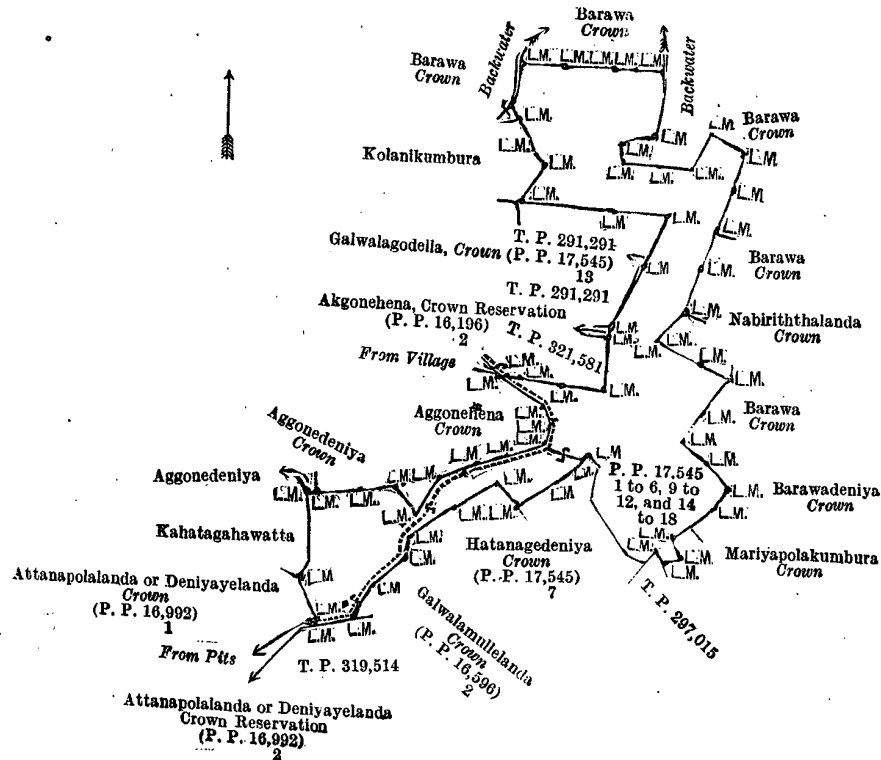 Barawa
Crown
Barawa
Crown
Backwater
L.M. L.M. L.M. L.M. L.M.
Backwater
L.M.
L.M.
L.M.
L.M.
Barawa
Crown
Kolanikumbura
L.M.
L.M.
L.M.
L.M.
L.M.
L.M.
L.M.
L.M.
L.M.
L.M.
L.M.
T. P. 291,291
Galwalagodella, Crown (P. P. 17,545)
13
T. P. 291,291
L.M.
L.M.
Barawa
Crown
Akgonehena, Crown Reservation
(P. P. 16,196)
2
T. P. 321,581
L.M.
L.M.
L.M.
L.M.
Nabiriththalanda
Crown
From Village
L.M.
L.M.
L.M.
L.M.
L.M.
L.M.
L.M.
Aggonehena
Crown
L.M.
L.M.
L.M.
L.M.
Barawa
Crown
Aggonedeniya
Crown
L.M.
L.M.
L.M.
L.M.
L.M.
Aggonedeniya
L.M.
L.M.
L.M.
L.M.
L.M.
P. P. 17,545
1 to 6, 9 to
12, and 14
to 18
L.M.
L.M.
L.M.
Barawadeniya
Crown
Kahatagahawatta
L.M.
L.M.
L.M.
L.M.
L.M.
Hatanagedeniya
Crown
(P. P. 17,545)
7
L.M.
L.M.
L.M.
Mariyapolakumbura
Crown
Attanapolalanda or Deniyayelanda
Crown
(P. P. 16,992)
1
L.M.
L.M.
L.M.
L.M.
L.M.
Galwalamullelanda
Crown
(P. P. 16,596)
2
T. P. 297,015
From Pits
T. P. 319,514
Attanapolalanda or Deniyayelanda
Crown Reservation
(P. P. 16,992)
2